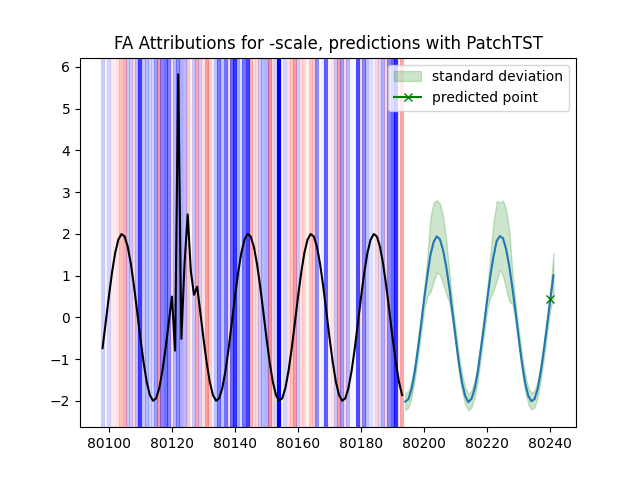 FA Attributions for -scale, predictions with PatchTST
standard deviation
predicted point
6
5
4
3
2
1
0
−1
−2
80100 80120 80140 80160 80180 80200 80220 80240